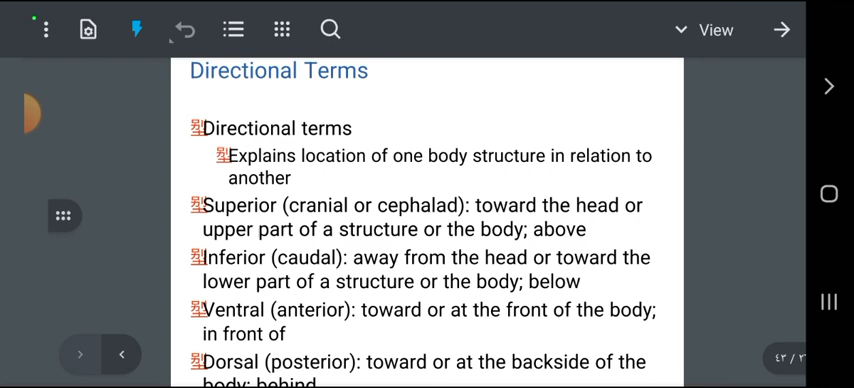 View
Directional Terms
Directional terms
Explains location of one body structure in relation to
another
Superior (cranial or cephalad): toward the head or
upper part of a structure or the body; above
Inferior (caudal): away from the head or toward the
lower part of a structure or the body; below
Ventral (anterior): toward or at the front of the body;
in front of
Dorsal (posterior): toward or at the backside of the
body; behind